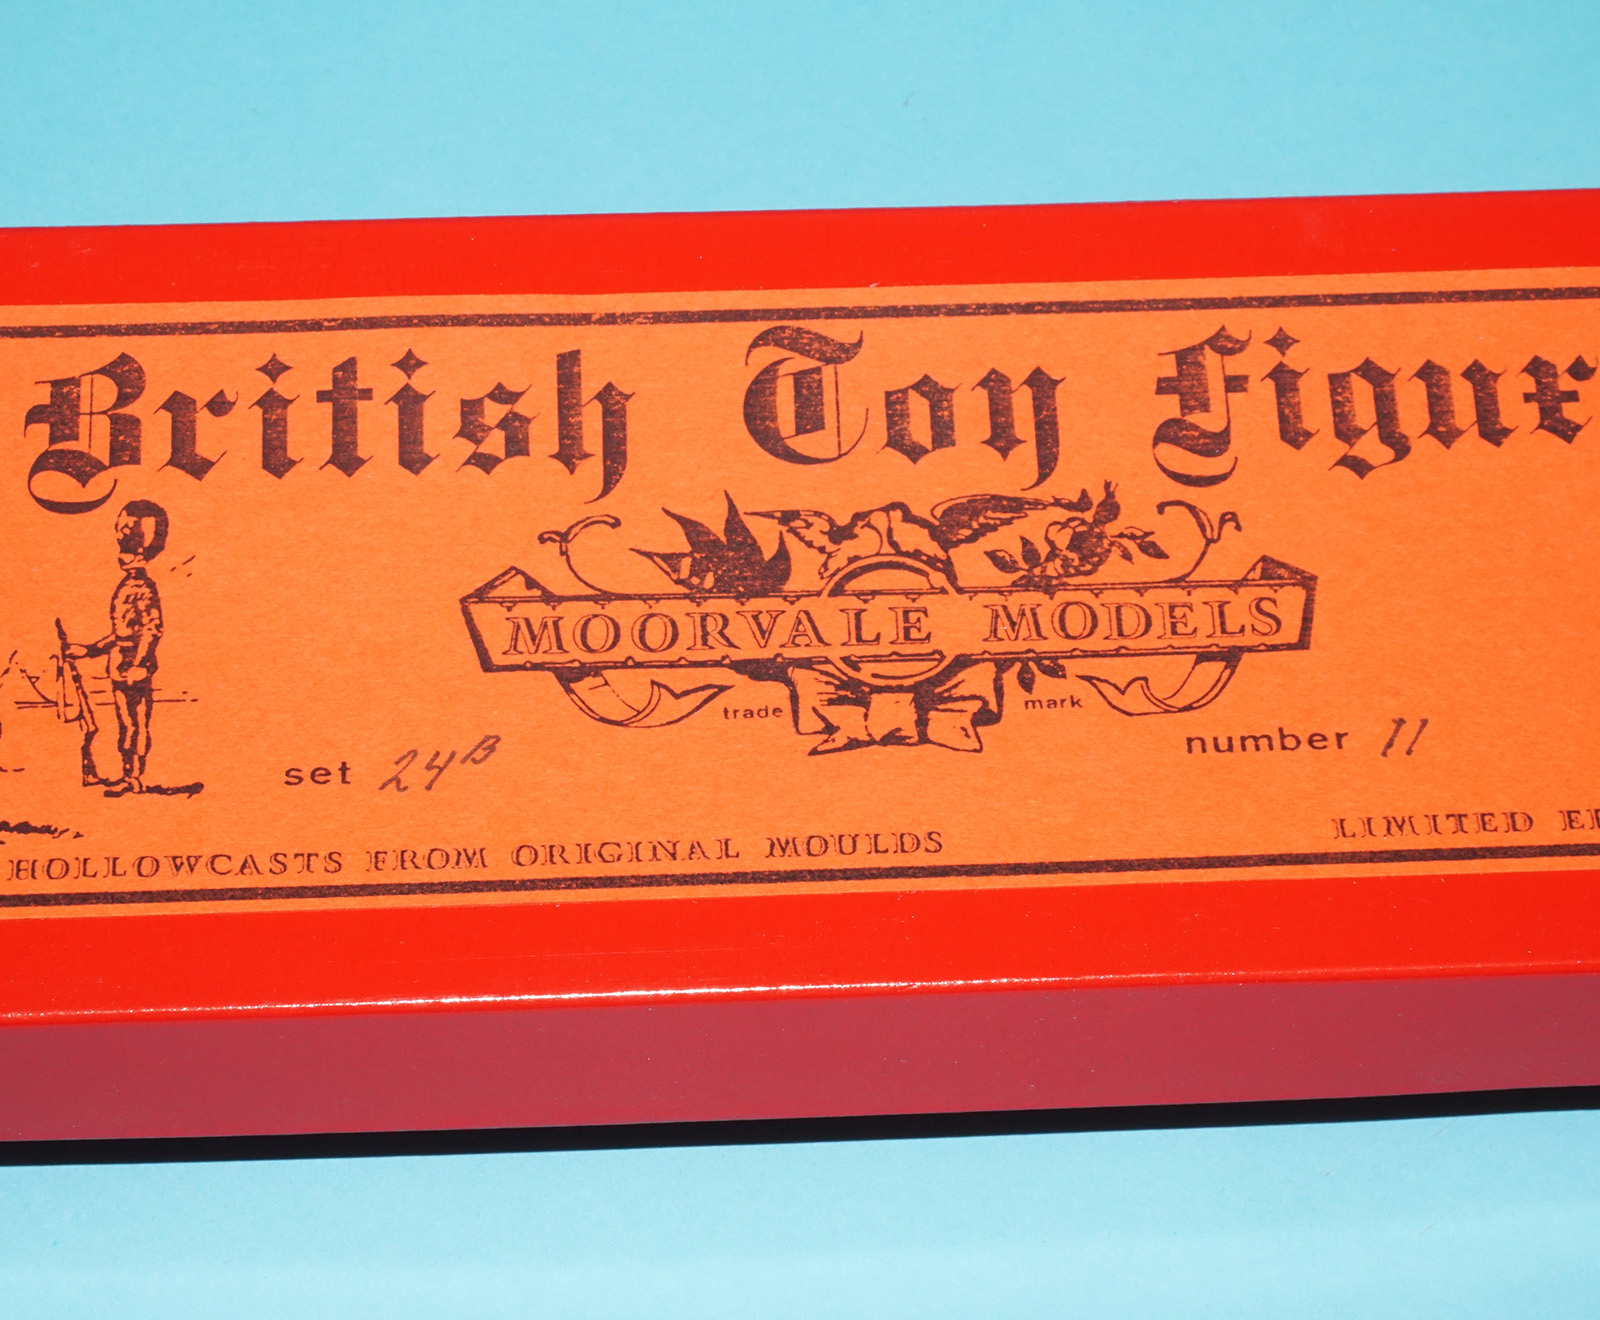 British Toy Figur
MOORVALE MODELS
trade mark
set 24B
number 11
HOLLOWCASTS FROM ORIGINAL MOULDS
LIMITED